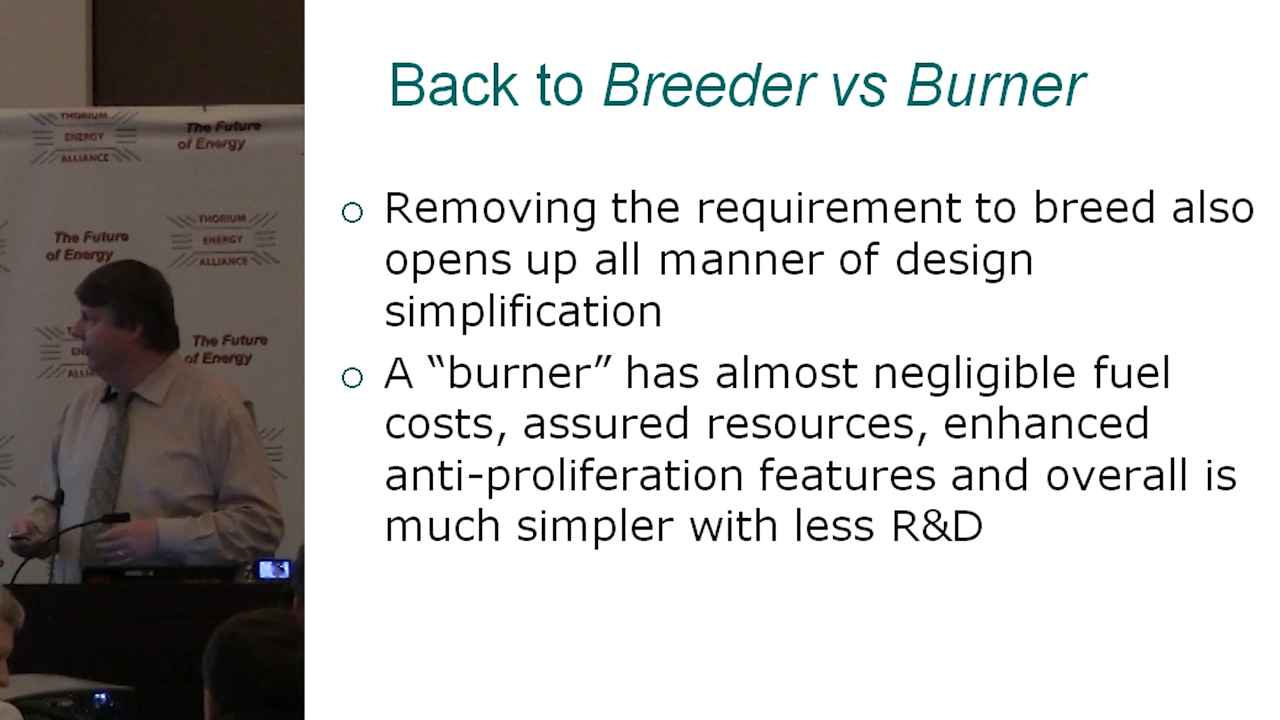 Back to Breeder vs Burner
Removing the requirement to breed also
opens up all manner of design
simplification
A “burner” has almost negligible fuel
costs, assured resources, enhanced
anti-proliferation features and overall is
much simpler with less R&D
THORIUM
ENERGY
ALLIANCE
The Future
of Energy
The Future
of Energy
THORIUM
ENERGY
ALLIANCE
The Future
of Energy